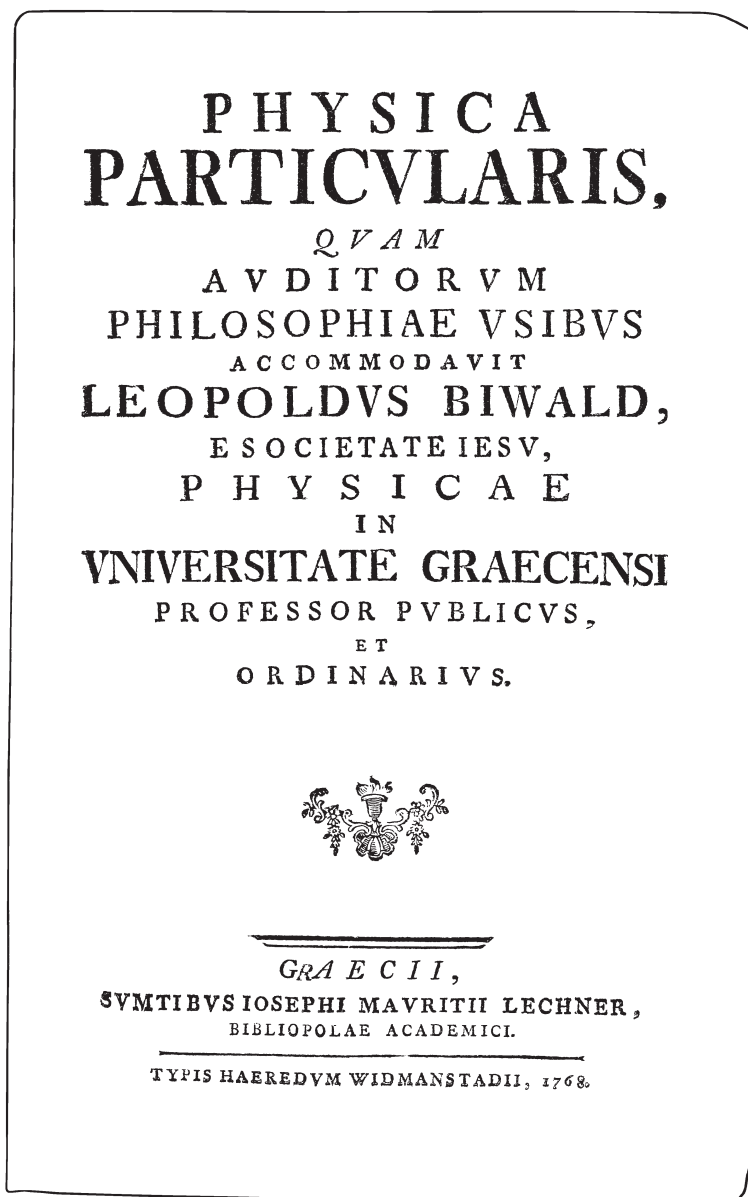 PHYSICA
PARTICVLARIS,
QVAM
AVDITORVM
PHILOSOPHIAE VSIBVS
ACCOMMODAVIT
LEOPOLDVS BIWALD,
E SOCIETATE IESV,
PHYSICAE
IN
VNIVERSITATE GRAECENSI
PROFESSOR PVBLICVS,
ET
ORDINARIVS.
GRAECII,
SVMTIBVS IOSEPHI MAVRITII LECHNER,
BIBLIOPOLAE ACADEMICI.
TYPIS HAEREDVM WIDMANSTADII, 1768.